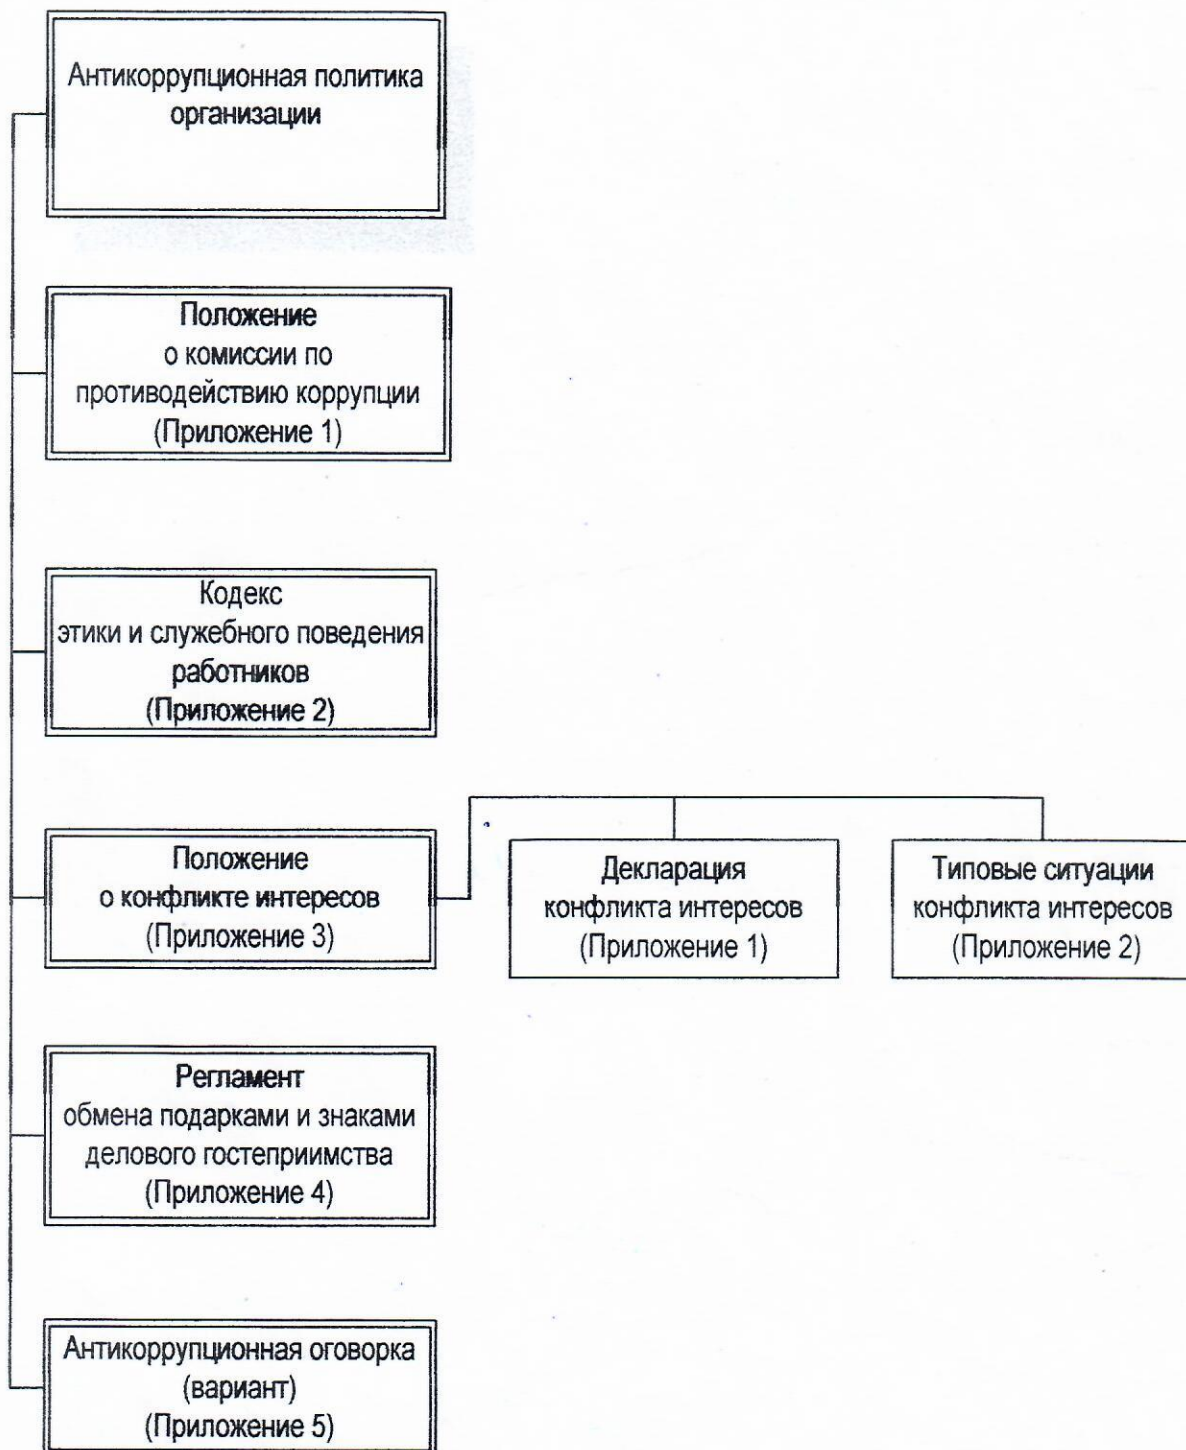 Антикоррупционная политика
организации
Положение
о комиссии по
противодействию коррупции
(Приложение 1)
Кодекс
этики и служебного поведения
работников
(Приложение 2)
Положение
о конфликте интересов
(Приложение 3)
Декларация
конфликта интересов
(Приложение 1)
Типовые ситуации
конфликта интересов
(Приложение 2)
Регламент
обмена подарками и знаками
делового гостеприимства
(Приложение 4)
Антикоррупционная оговорка
(вариант)
(Приложение 5)